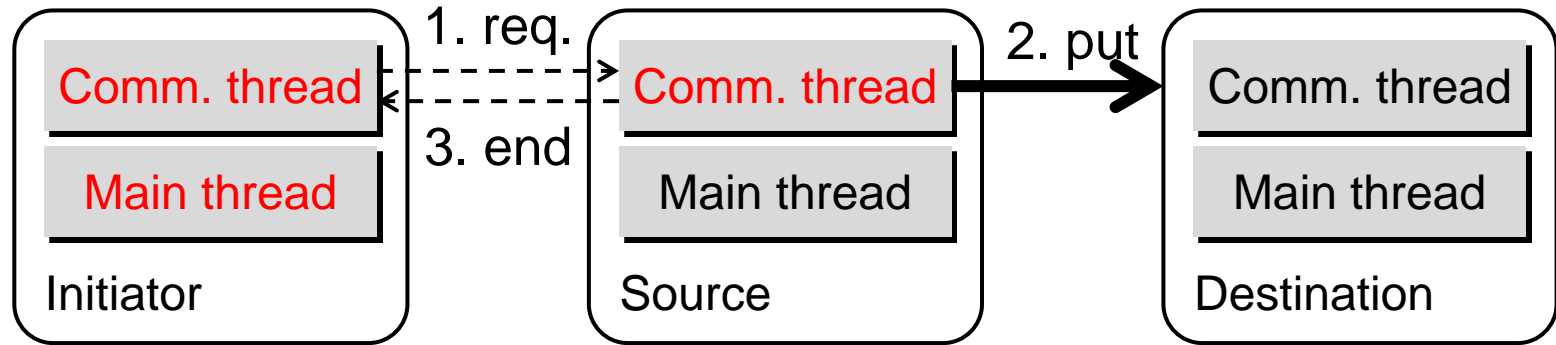 1. req.
2. put
Comm. thread
Comm. thread
Comm. thread
3. end
Main thread
Main thread
Main thread
Initiator
Source
Destination